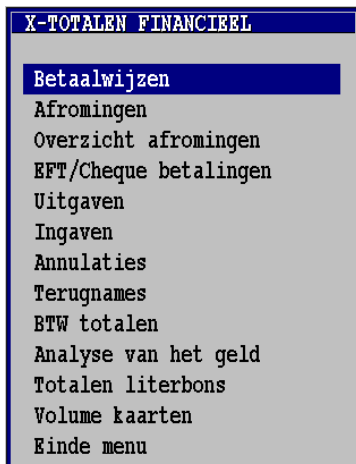 X-TOTALEN FINANCIEEL
Betaalwijzen
Afromingen
Overzicht afromingen
EFT/Cheque betalingen
Uitgaven
Ingaven
Annulaties
Terugnames
BTW totalen
Analyse van het geld
Totalen literbons
Volume kaarten
Einde menu